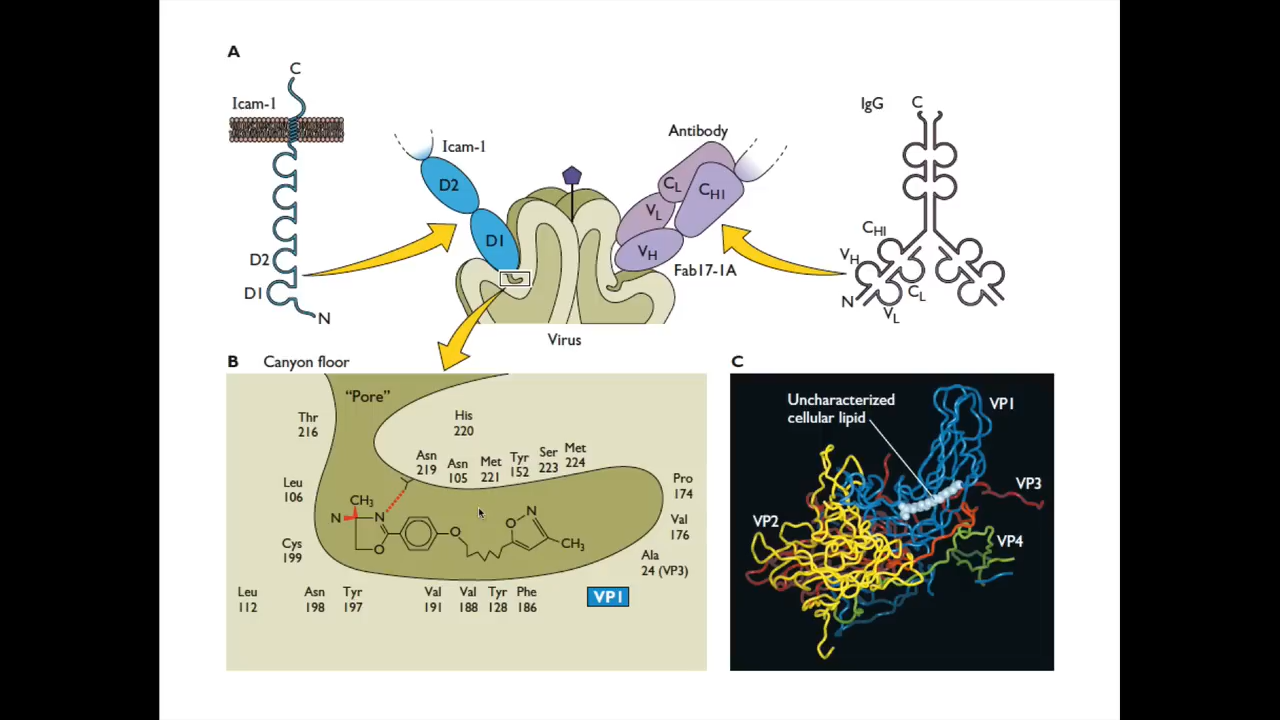 A
C
Icam-1
D2
D1
N
Icam-1
D2
D1
Antibody
CL
CH1
VL
VH
Fab17-1A
Virus
IgG
C
CH1
VH
N
CL
VL
B Canyon floor
"Pore"
Thr
216
His
220
Asn
219
Asn
105
Met
221
Tyr
152
Ser
223
Met
224
Leu
106
Pro
174
Val
176
Cys
199
Ala
24 (VP3)
CH3
N
N
O
O
O
N
CH3
Leu
112
Asn
198
Tyr
197
Val
191
Val
188
Tyr
128
Phe
186
VP1
C
Uncharacterized
cellular lipid
VP1
VP3
VP2
VP4